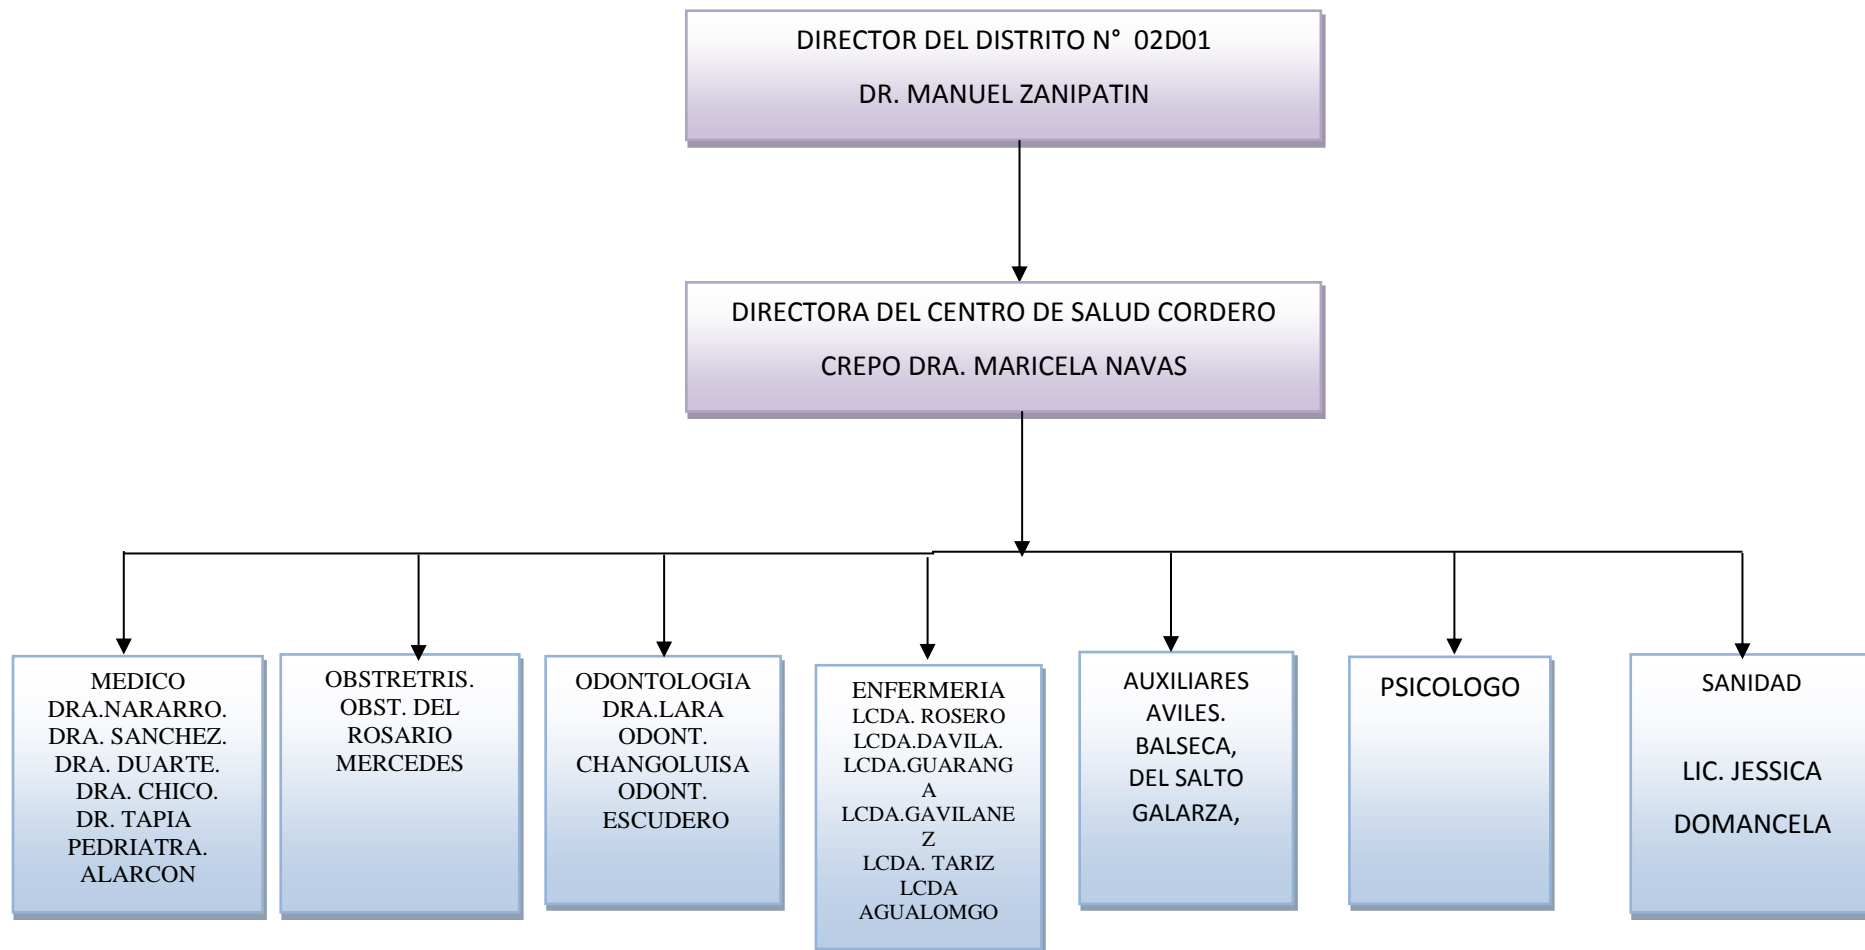 DIRECTOR DEL DISTRITO N° 02D01
DR. MANUEL ZANIPATIN
DIRECTORA DEL CENTRO DE SALUD CORDERO
CREPO DRA. MARICELA NAVAS
MEDICO
DRA.NARARRO.
DRA. SANCHEZ.
DRA. DUARTE.
DRA. CHICO.
DR. TAPIA
PEDRIATRA.
ALARCON
OBSTRETRIS.
OBST. DEL
ROSARIO
MERCEDES
ODONTOLOGIA
DRA.LARA
ODONT.
CHANGOLUISA
ODONT.
ESCUDERO
ENFERMERIA
LCDA. ROSERO
LCDA.DAVILA.
LCDA.GUARANG
A
LCDA.GAVILANE
Z
LCDA. TARIZ
LCDA
AGUALOMGO
AUXILIARES
AVILES.
BALSECA,
DEL SALTO
GALARZA,
PSICOLOGO
SANIDAD
LIC. JESSICA
DOMANCELA